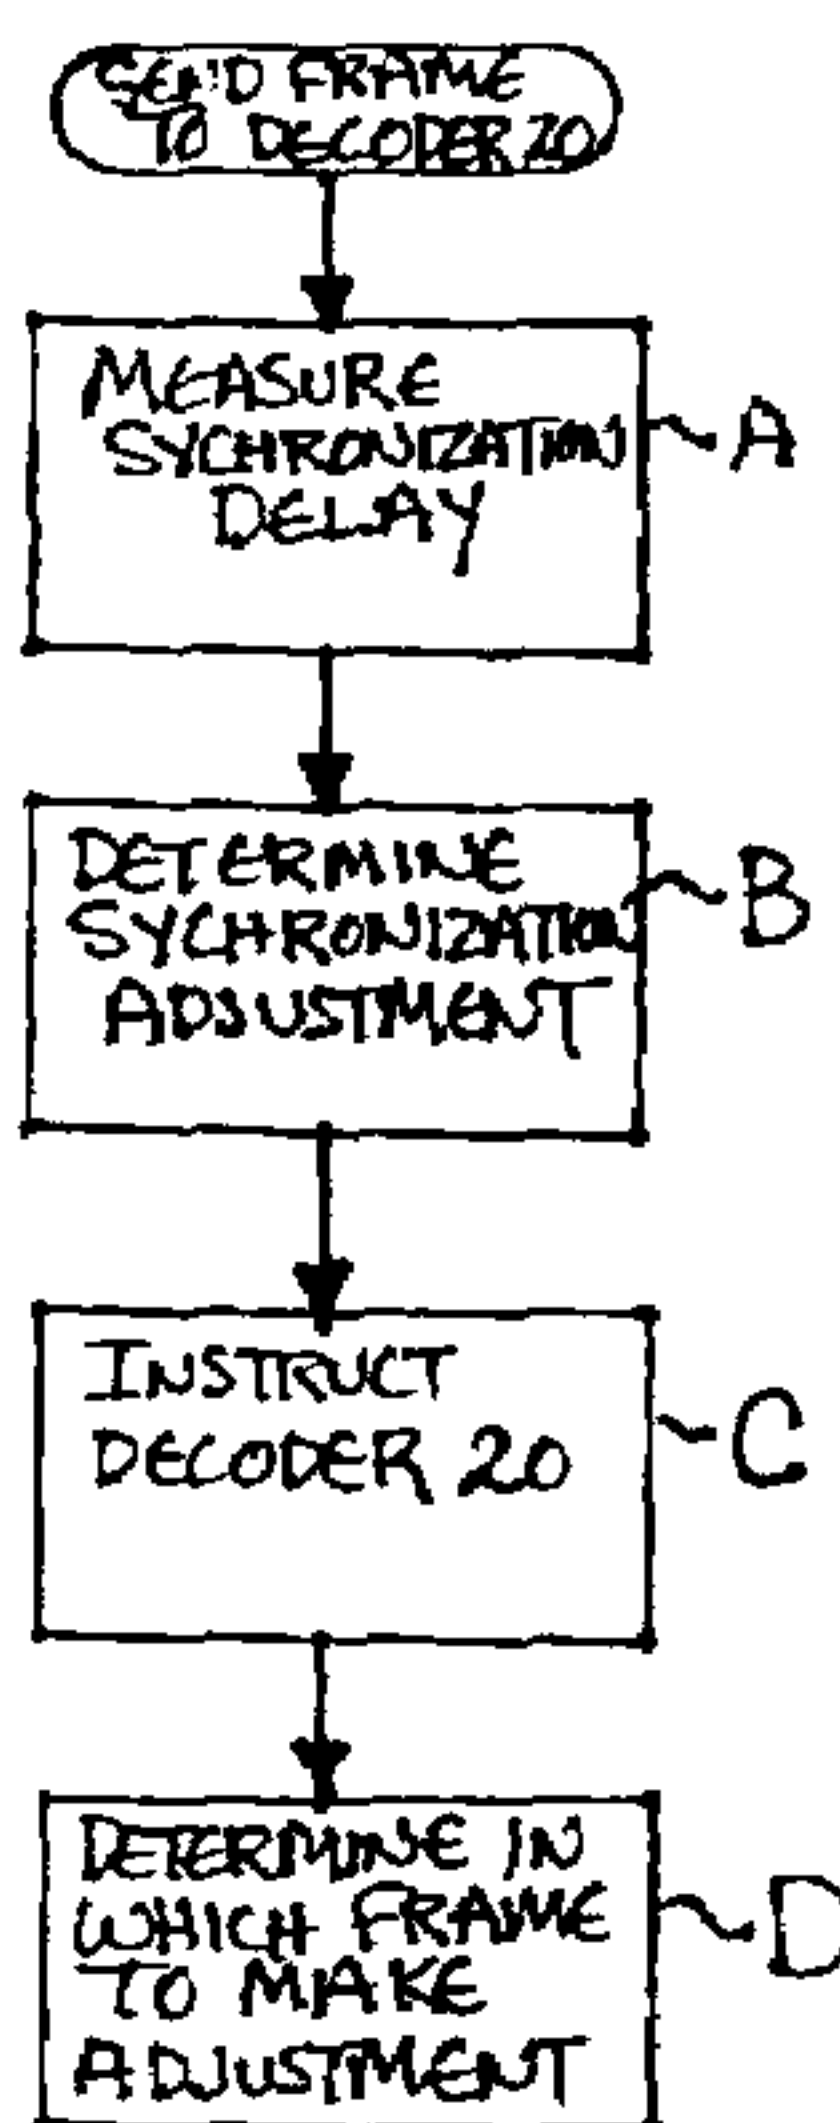 SEND FRAME
TO DECODER 20
MEASURE
SYCHRONIZATION
DELAY
A
DETERMINE
SYCHRONIZATION
ADJUSTMENT
B
INSTRUCT
DECODER 20
C
DETERMINE IN
WHICH FRAME
TO MAKE
ADJUSTMENT
D